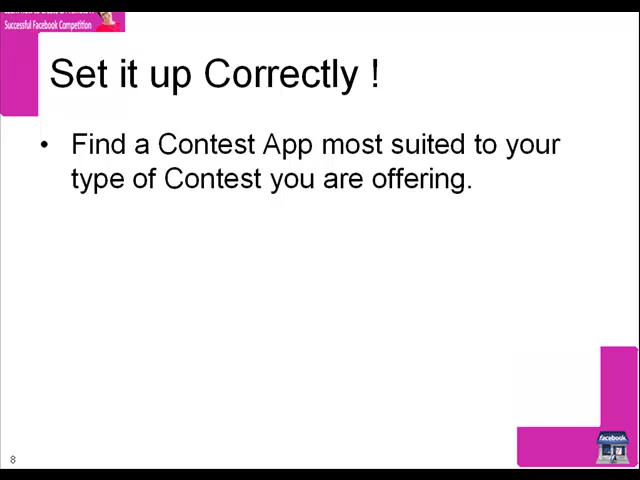 Successful Facebook Competition
Set it up Correctly !
• Find a Contest App most suited to your
type of Contest you are offering.
8
facebook